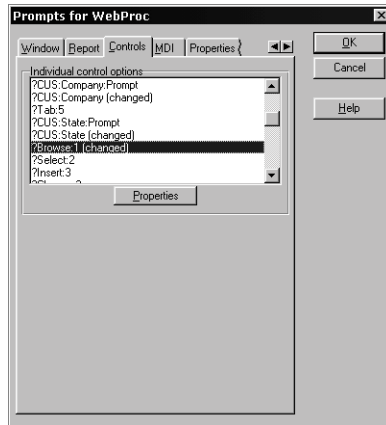 Prompts for WebProc
Window Report Controls MDI Properties
OK
Cancel
Help
Individual control options
?CUS:Company:Prompt
?CUS:Company (changed)
?Tab:5
?CUS:State:Prompt
?CUS:State (changed)
?Browse:1 (changed)
?Select:2
?Insert:3
Properties